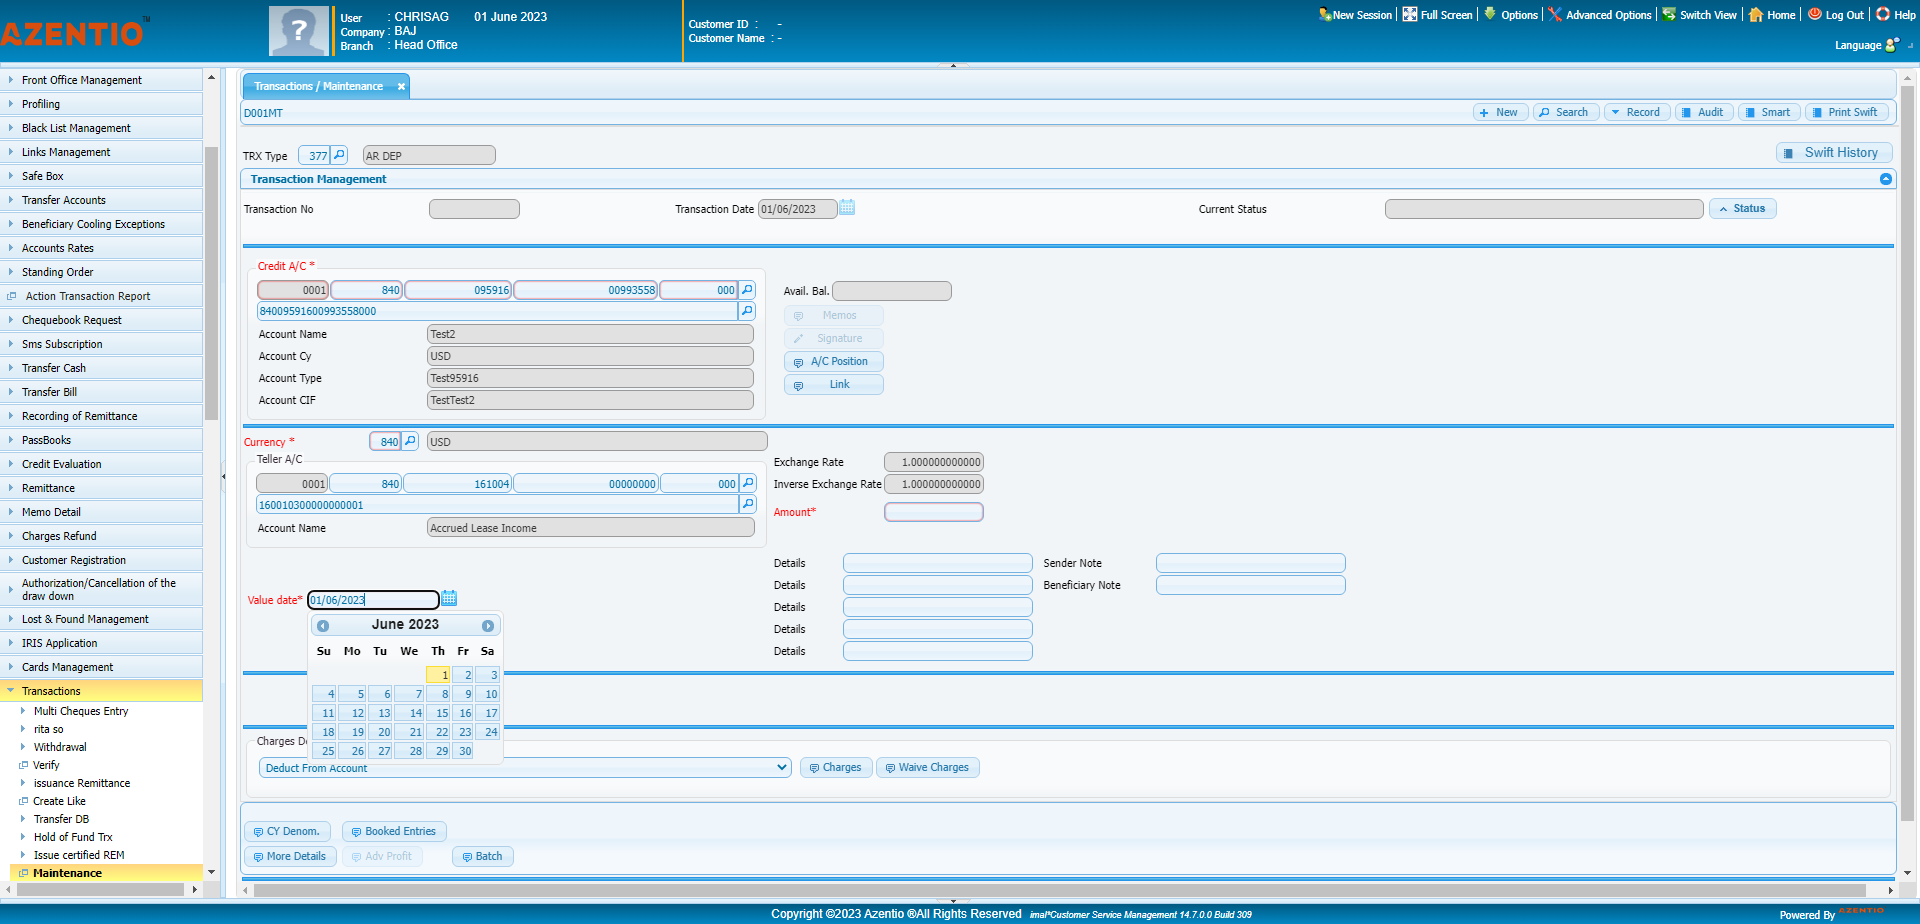 AZENTIO™
User : CHRISAG 01 June 2023
Company : BAJ
Branch : Head Office
Customer ID : -
Customer Name : -
New Session | Full Screen | Options | Advanced Options | Switch View | Home | Log Out | Help
Language
Front Office Management
Profiling
Black List Management
Links Management
Safe Box
Transfer Accounts
Beneficiary Cooling Exceptions
Accounts Rates
Standing Order
Action Transaction Report
Chequebook Request
Sms Subscription
Transfer Cash
Transfer Bill
Recording of Remittance
PassBooks
Credit Evaluation
Remittance
Memo Detail
Charges Refund
Customer Registration
Authorization/Cancellation of the
draw down
Lost & Found Management
IRIS Application
Cards Management
Transactions
Multi Cheques Entry
rita so
Withdrawal
Verify
issuance Remittance
Create Like
Transfer DB
Hold of Fund Trx
Issue certified REM
Maintenance
Transactions / Maintenance
D001MT
New Search Record Audit Smart Print Swift
TRX Type 377 AR DEP
Swift History
Transaction Management
Transaction No
Transaction Date 01/06/2023
Current Status
Status
Credit A/C *
0001 840 095916 00993558 000
84009591600993558000
Account Name Test2
Account Cy USD
Account Type Test95916
Account CIF TestTest2
Avail. Bal.
Memos
Signature
A/C Position
Link
Currency * 840 USD
Teller A/C
0001 840 161004 00000000 000
160010300000000001
Account Name Accrued Lease Income
Exchange Rate 1.000000000000
Inverse Exchange Rate 1.000000000000
Amount*
Details Sender Note
Details Beneficiary Note
Details
Details
Details
Value date* 01/06/2023
June 2023
Su Mo Tu We Th Fr Sa
1 2 3
4 5 6 7 8 9 10
11 12 13 14 15 16 17
18 19 20 21 22 23 24
25 26 27 28 29 30
Charges D
Deduct From Account
Charges
Waive Charges
CY Denom. Booked Entries
More Details Adv Profit Batch
Copyright ©2023 Azentio ®All Rights Reserved imal*Customer Service Management 14.7.0.0 Build 309
Powered By AZENTIO